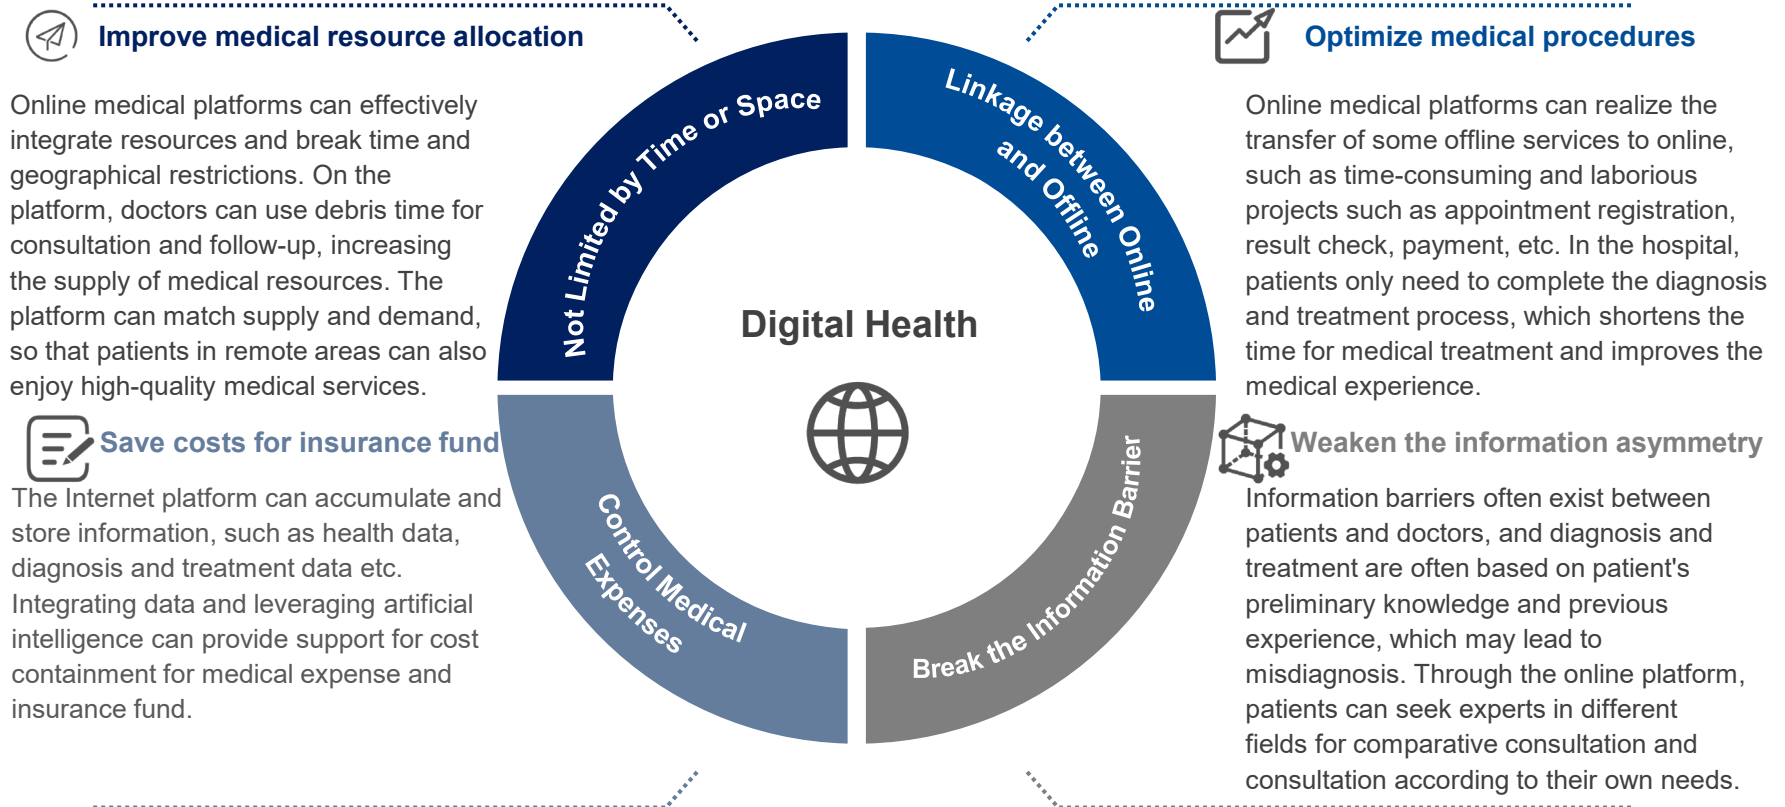 Improve medical resource allocation
Online medical platforms can effectively
integrate resources and break time and
geographical restrictions. On the
platform, doctors can use debris time for
consultation and follow-up, increasing
the supply of medical resources. The
platform can match supply and demand,
so that patients in remote areas can also
enjoy high-quality medical services.
Optimize medical procedures
Online medical platforms can realize the
transfer of some offline services to online,
such as time-consuming and laborious
projects such as appointment registration,
result check, payment, etc. In the hospital,
patients only need to complete the diagnosis
and treatment process, which shortens the
time for medical treatment and improves the
medical experience.
Not Limited by Time or Space
Linkage between Online
and Offline
Digital Health
Control Medical
Expenses
Break the Information Barrier
Save costs for insurance fund
The Internet platform can accumulate and
store information, such as health data,
diagnosis and treatment data etc.
Integrating data and leveraging artificial
intelligence can provide support for cost
containment for medical expense and
insurance fund.
Weaken the information asymmetry
Information barriers often exist between
patients and doctors, and diagnosis and
treatment are often based on patient's
preliminary knowledge and previous
experience, which may lead to
misdiagnosis. Through the online platform,
patients can seek experts in different
fields for comparative consultation and
consultation according to their own needs.